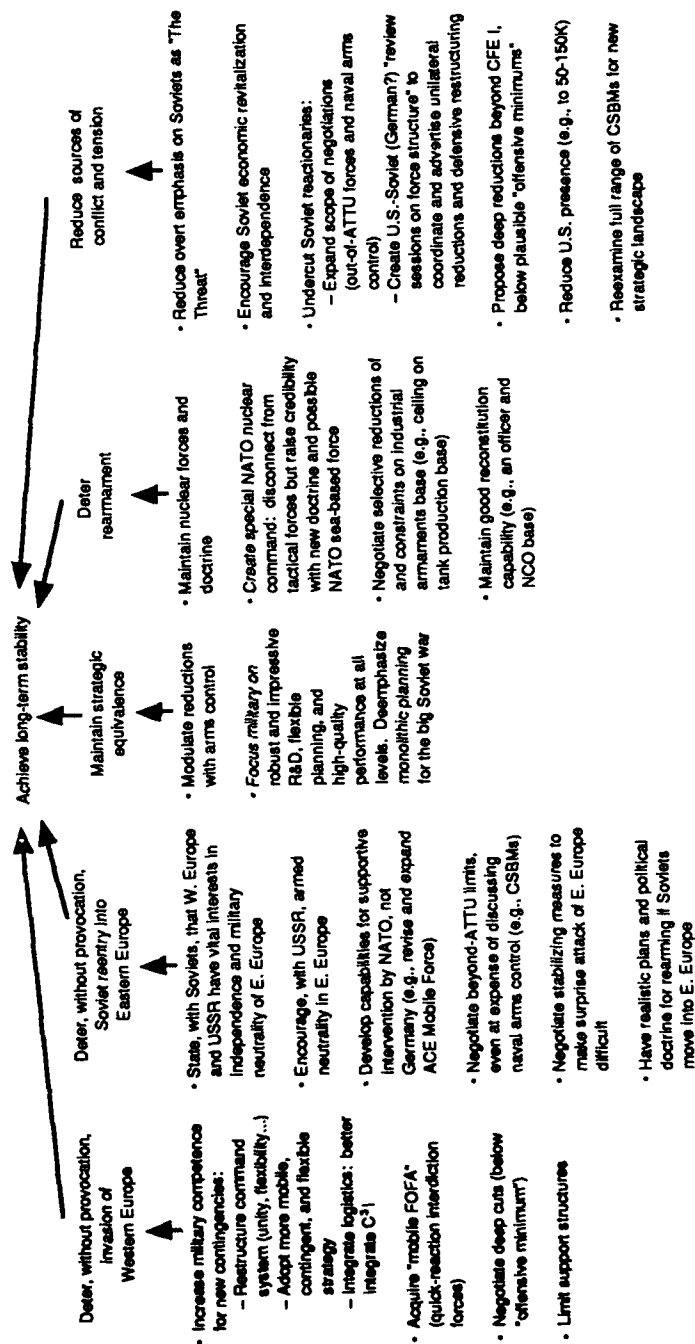 Achieve long-term stability
Deter, without provocation,
invasion of
Western Europe
• Increase military competence
for new contingencies:
– Restructure command
system (unity, flexibility...)
– Adopt more mobile,
contingent, and flexible
strategy
– Integrate logistics: better
integrate C³I
• Acquire "mobile FOFA"
(quick-reaction interdiction
forces)
• Negotiate deep cuts (below
"offensive minimum")
• Limit support structures
Deter, without provocation,
Soviet reentry into
Eastern Europe
• State, with Soviets, that W. Europe
and USSR have vital interests in
independence and military
neutrality of E. Europe
• Encourage, with USSR, armed
neutrality in E. Europe
• Develop capabilities for supportive
intervention by NATO, not
Germany (e.g., revise and expand
ACE Mobile Force)
• Negotiate beyond-ATTU limits,
even at expense of discussing
naval arms control (e.g., CSBMs)
• Negotiate stabilizing measures to
make surprise attack of E. Europe
difficult
• Have realistic plans and political
doctrine for rearming if Soviets
move into E. Europe
Maintain strategic
equivalence
• Modulate reductions
with arms control
• Focus military on
robust and impressive
R&D, flexible
planning, and
high-quality
performance at all
levels. Deemphasize
monolithic planning
for the big Soviet war
Deter
rearmament
• Maintain nuclear forces and
doctrine
• Create special NATO nuclear
command: disconnect from
tactical forces but raise credibility
with new doctrine and possible
NATO sea-based force
• Negotiate selective reductions of
and constraints on industrial
armaments base (e.g., ceiling on
tank production base)
• Maintain good reconstitution
capability (e.g., an officer and
NCO base)
Reduce sources of
conflict and tension
• Reduce overt emphasis on Soviets as "The
Threat"
• Encourage Soviet economic revitalization
and interdependence
• Undercut Soviet reactionaries:
– Expand scope of negotiations
(out-of-ATTU forces and naval arms
control)
– Create U.S.-Soviet (German?) "review
sessions on force structure" to
coordinate and advertise unilateral
reductions and defensive restructuring
• Propose deep reductions beyond CFE I,
below plausible "offensive minimums"
• Reduce U.S. presence (e.g., to 50-150K)
• Reexamine full range of CSBMs for new
strategic landscape